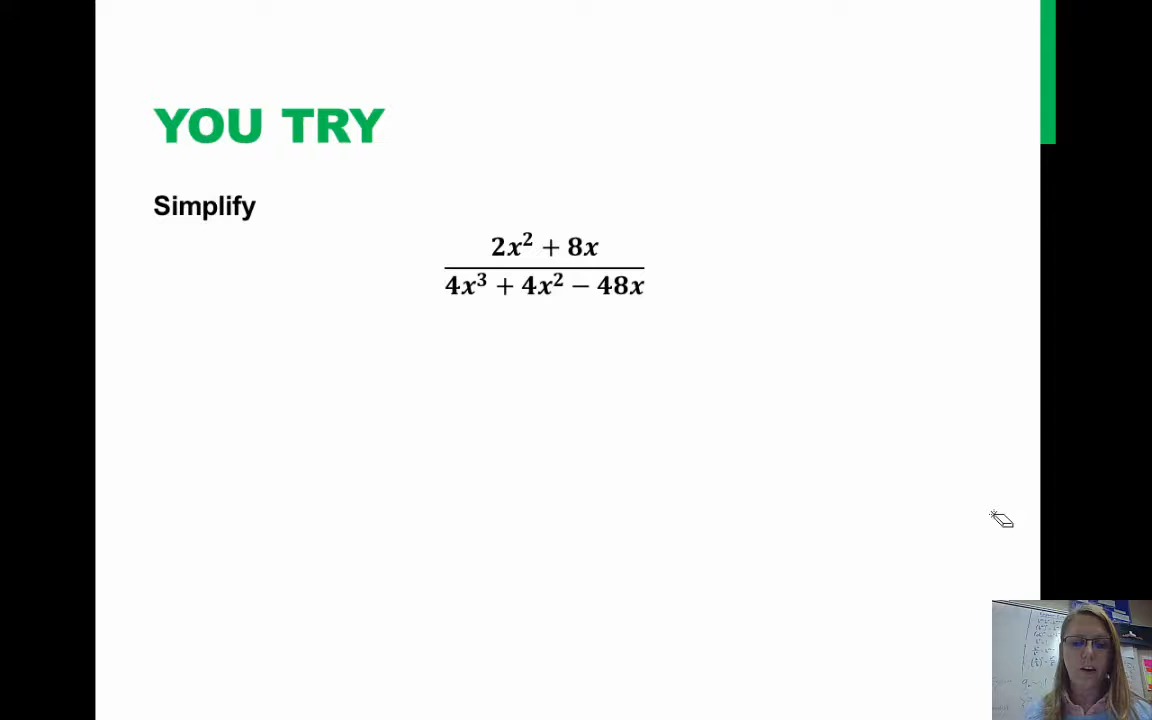 YOU TRY
Simplify
2x² + 8x
4x³ + 4x² − 48x